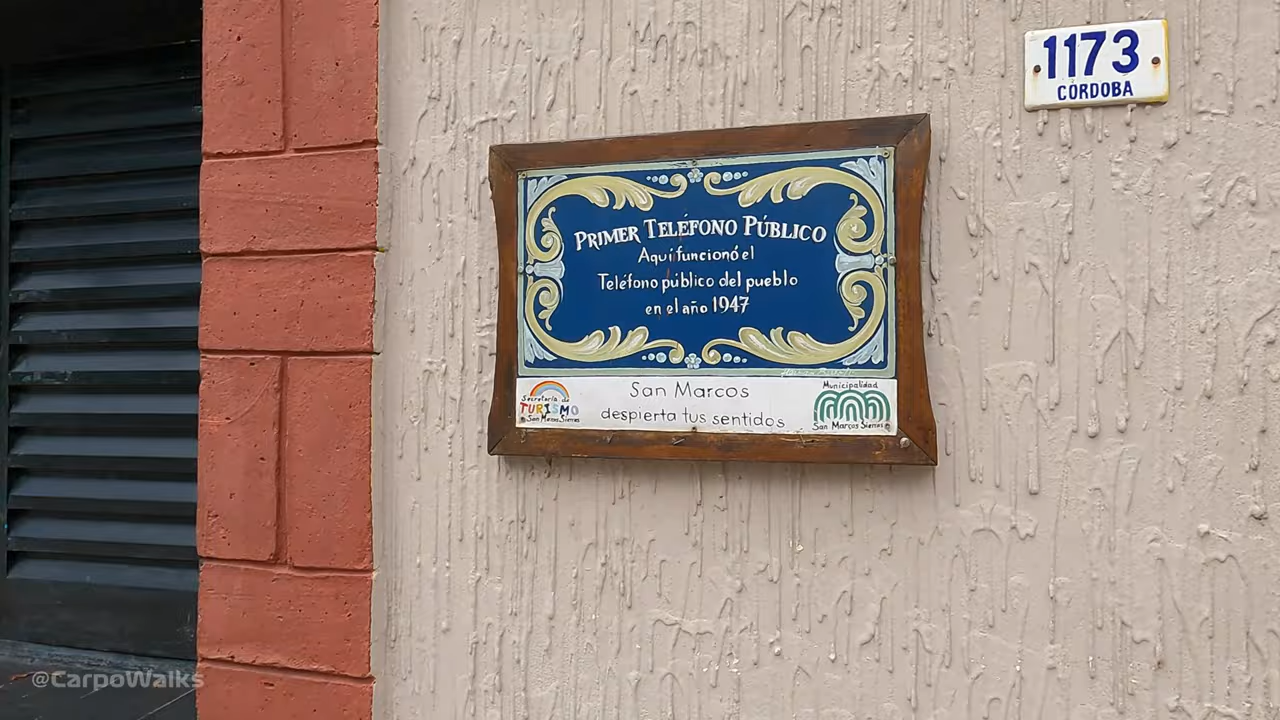 1173
CÓRDOBA
PRIMER TELÉFONO PÚBLICO
Aquí funcionó el
Teléfono público del pueblo
en el año 1947
San Marcos
despierta tus sentidos
Secretaría de
TURISMO
San Marcos Sierras
Municipalidad
San Marcos Sierras
@CarpoWalks